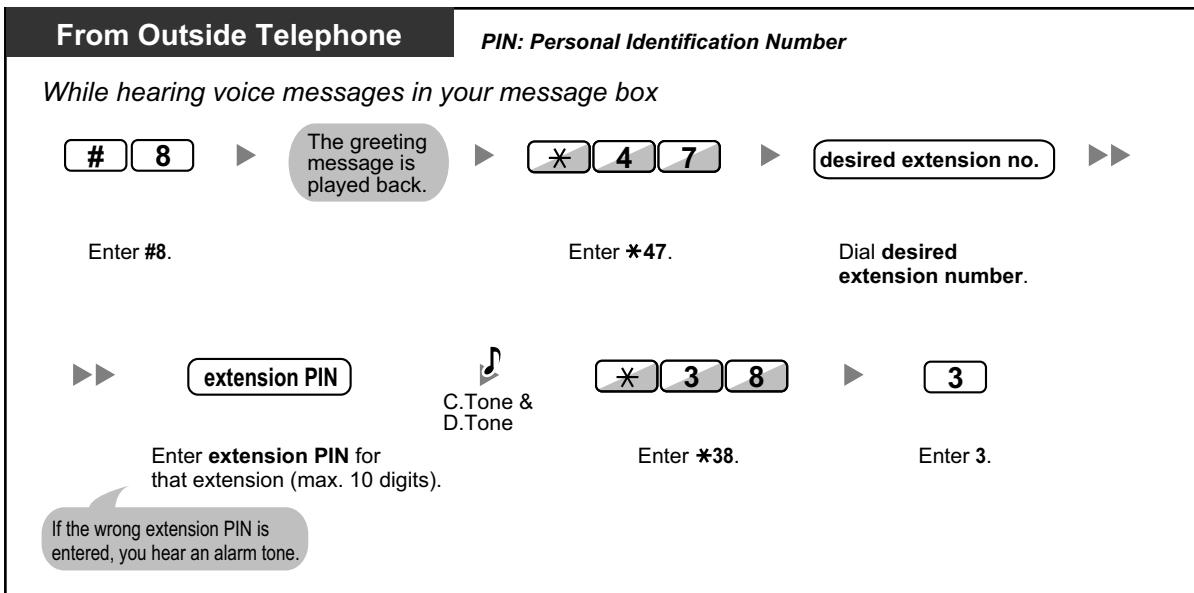 From Outside Telephone
PIN: Personal Identification Number
While hearing voice messages in your message box
# 8
The greeting
message is
played back.
* 4 7
desired extension no.
Enter #8.
Enter *47.
Dial desired
extension number.
extension PIN
C.Tone &
D.Tone
* 3 8
3
Enter extension PIN for
that extension (max. 10 digits).
Enter *38.
Enter 3.
If the wrong extension PIN is
entered, you hear an alarm tone.